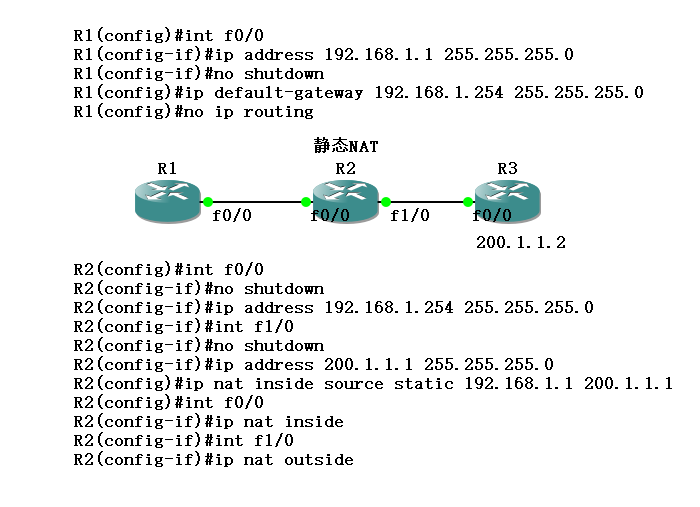 R1(config)#int f0/0
R1(config-if)#ip address 192.168.1.1 255.255.255.0
R1(config-if)#no shutdown
R1(config)#ip default-gateway 192.168.1.254 255.255.255.0
R1(config)#no ip routing
静态NAT
R1 R2 R3
f0/0 f0/0 f1/0 f0/0
200.1.1.2
R2(config)#int f0/0
R2(config-if)#no shutdown
R2(config-if)#ip address 192.168.1.254 255.255.255.0
R2(config-if)#int f1/0
R2(config-if)#no shutdown
R2(config-if)#ip address 200.1.1.1 255.255.255.0
R2(config)#ip nat inside source static 192.168.1.1 200.1.1.1
R2(config)#int f0/0
R2(config-if)#ip nat inside
R2(config-if)#int f1/0
R2(config-if)#ip nat outside